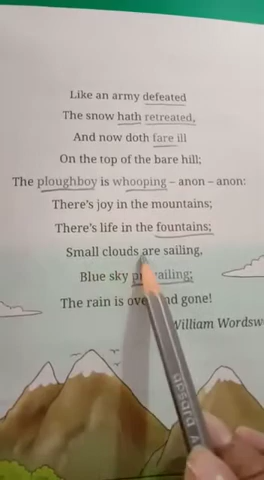 Like an army defeated
The snow hath retreated,
And now doth fare ill
On the top of the bare hill;
The ploughboy is whooping – anon – anon:
There's joy in the mountains;
There's life in the fountains;
Small clouds are sailing,
Blue sky prevailing;
The rain is over and gone!
William Wordsw
apsara